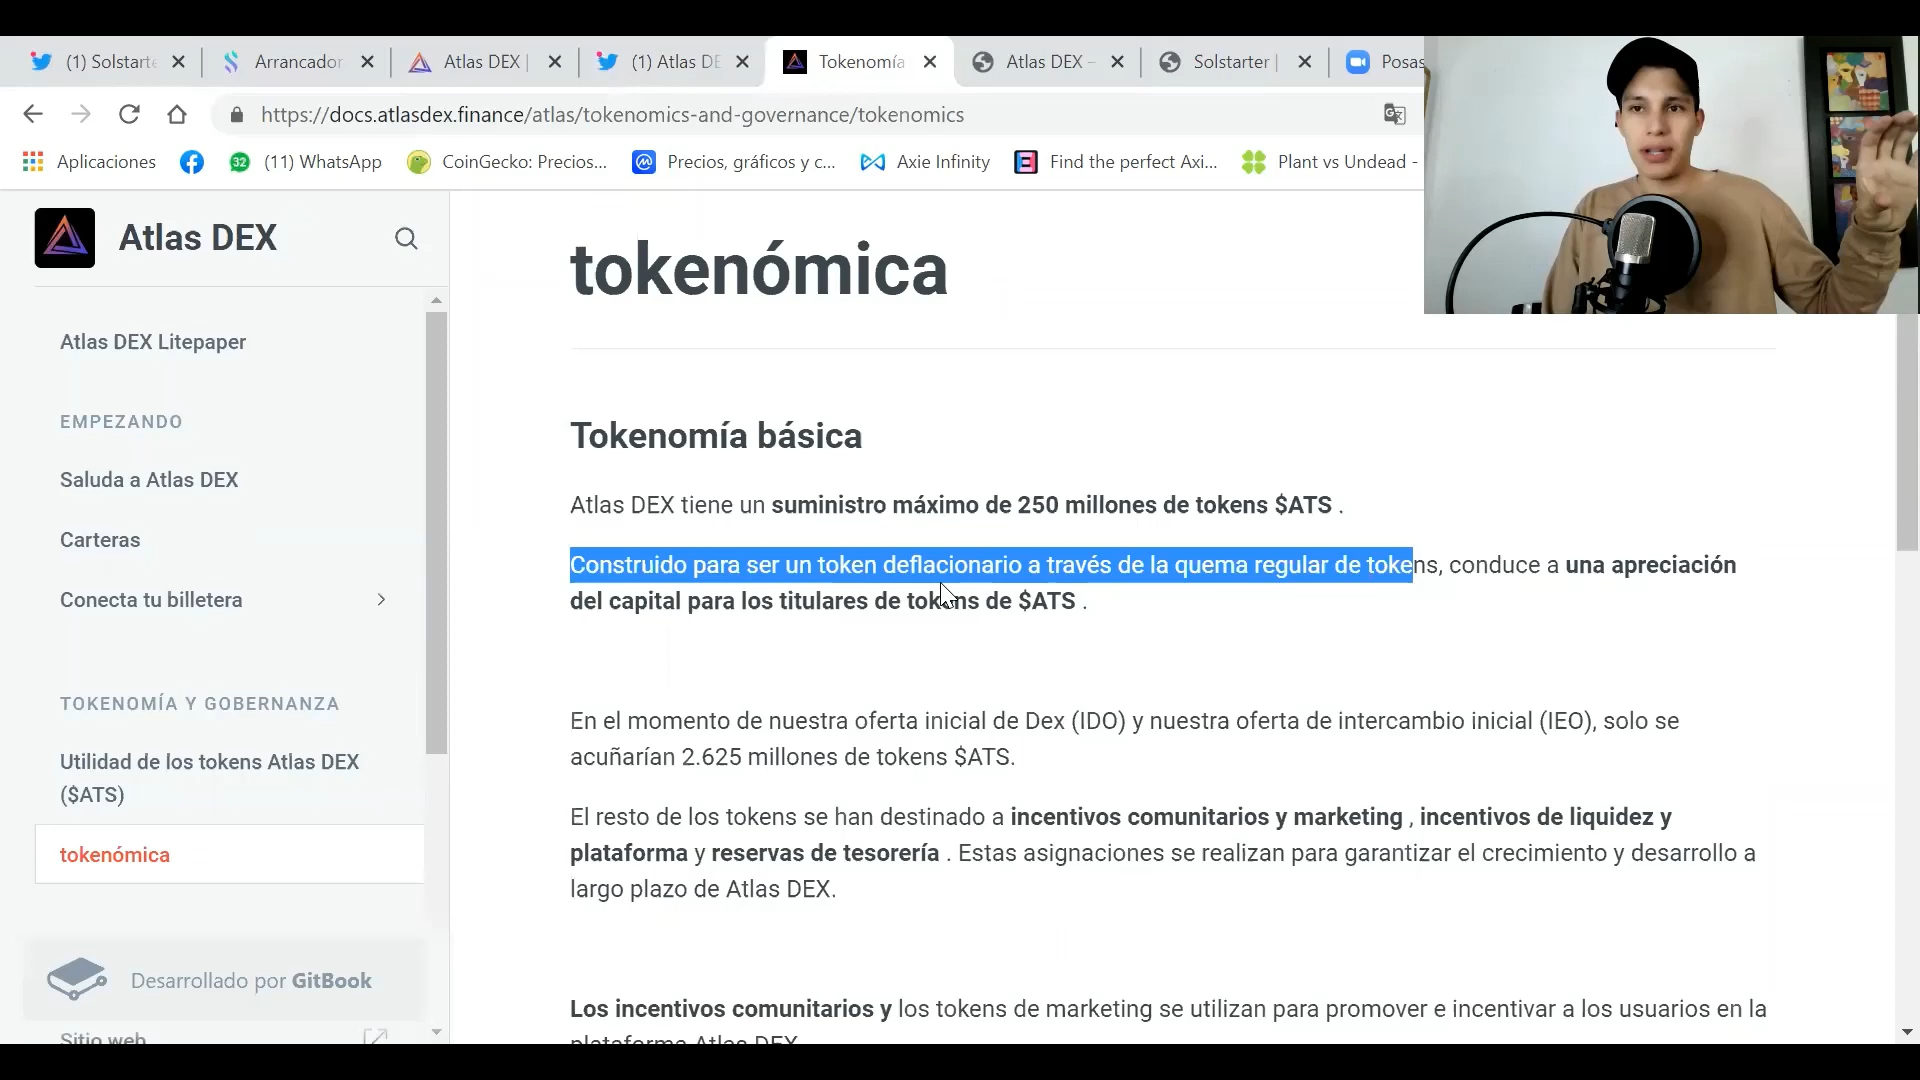 (1) Solstarte
Arrancador
Atlas DEX |
(1) Atlas DE
Tokenomía
Atlas DEX –
Solstarter |
Posas
https://docs.atlasdex.finance/atlas/tokenomics-and-governance/tokenomics
Aplicaciones
32
(11) WhatsApp
CoinGecko: Precios...
Precios, gráficos y c...
Axie Infinity
Find the perfect Axi...
Plant vs Undead -
Atlas DEX
Atlas DEX Litepaper
EMPEZANDO
Saluda a Atlas DEX
Carteras
Conecta tu billetera
TOKENOMÍA Y GOBERNANZA
Utilidad de los tokens Atlas DEX
($ATS)
tokenómica
Desarrollado por GitBook
Sitio web
tokenómica
Tokenomía básica
Atlas DEX tiene un suministro máximo de 250 millones de tokens $ATS .
Construido para ser un token deflacionario a través de la quema regular de tokens, conduce a una apreciación
del capital para los titulares de tokens de $ATS .
En el momento de nuestra oferta inicial de Dex (IDO) y nuestra oferta de intercambio inicial (IEO), solo se
acuñarían 2.625 millones de tokens $ATS.
El resto de los tokens se han destinado a incentivos comunitarios y marketing , incentivos de liquidez y
plataforma y reservas de tesorería . Estas asignaciones se realizan para garantizar el crecimiento y desarrollo a
largo plazo de Atlas DEX.
Los incentivos comunitarios y los tokens de marketing se utilizan para promover e incentivar a los usuarios en la
plataforma Atlas DEX.